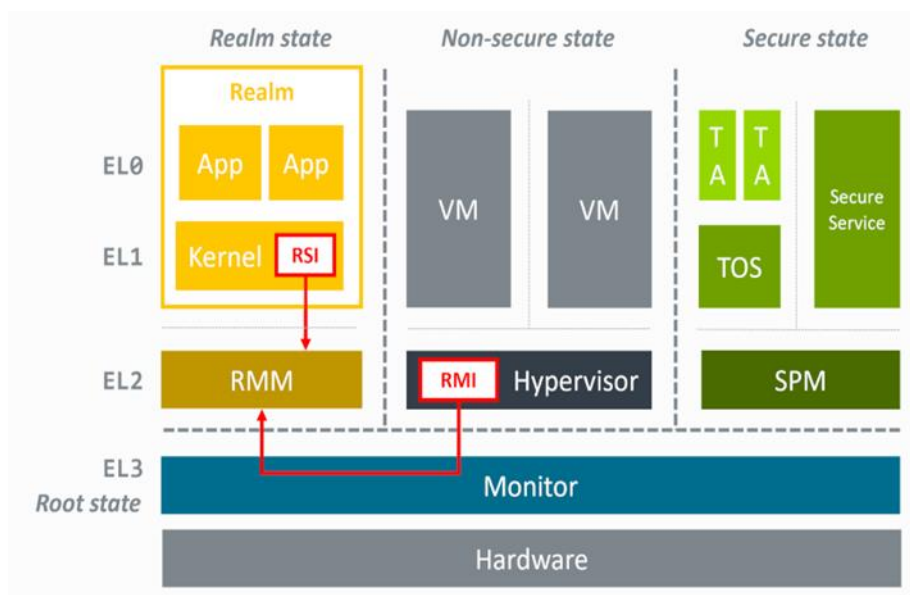 Realm state
Non-secure state
Secure state
Realm
EL0
App
App
VM
VM
T
A
T
A
Secure
Service
EL1
Kernel
RSI
TOS
EL2
RMM
RMI
Hypervisor
SPM
EL3
Root state
Monitor
Hardware